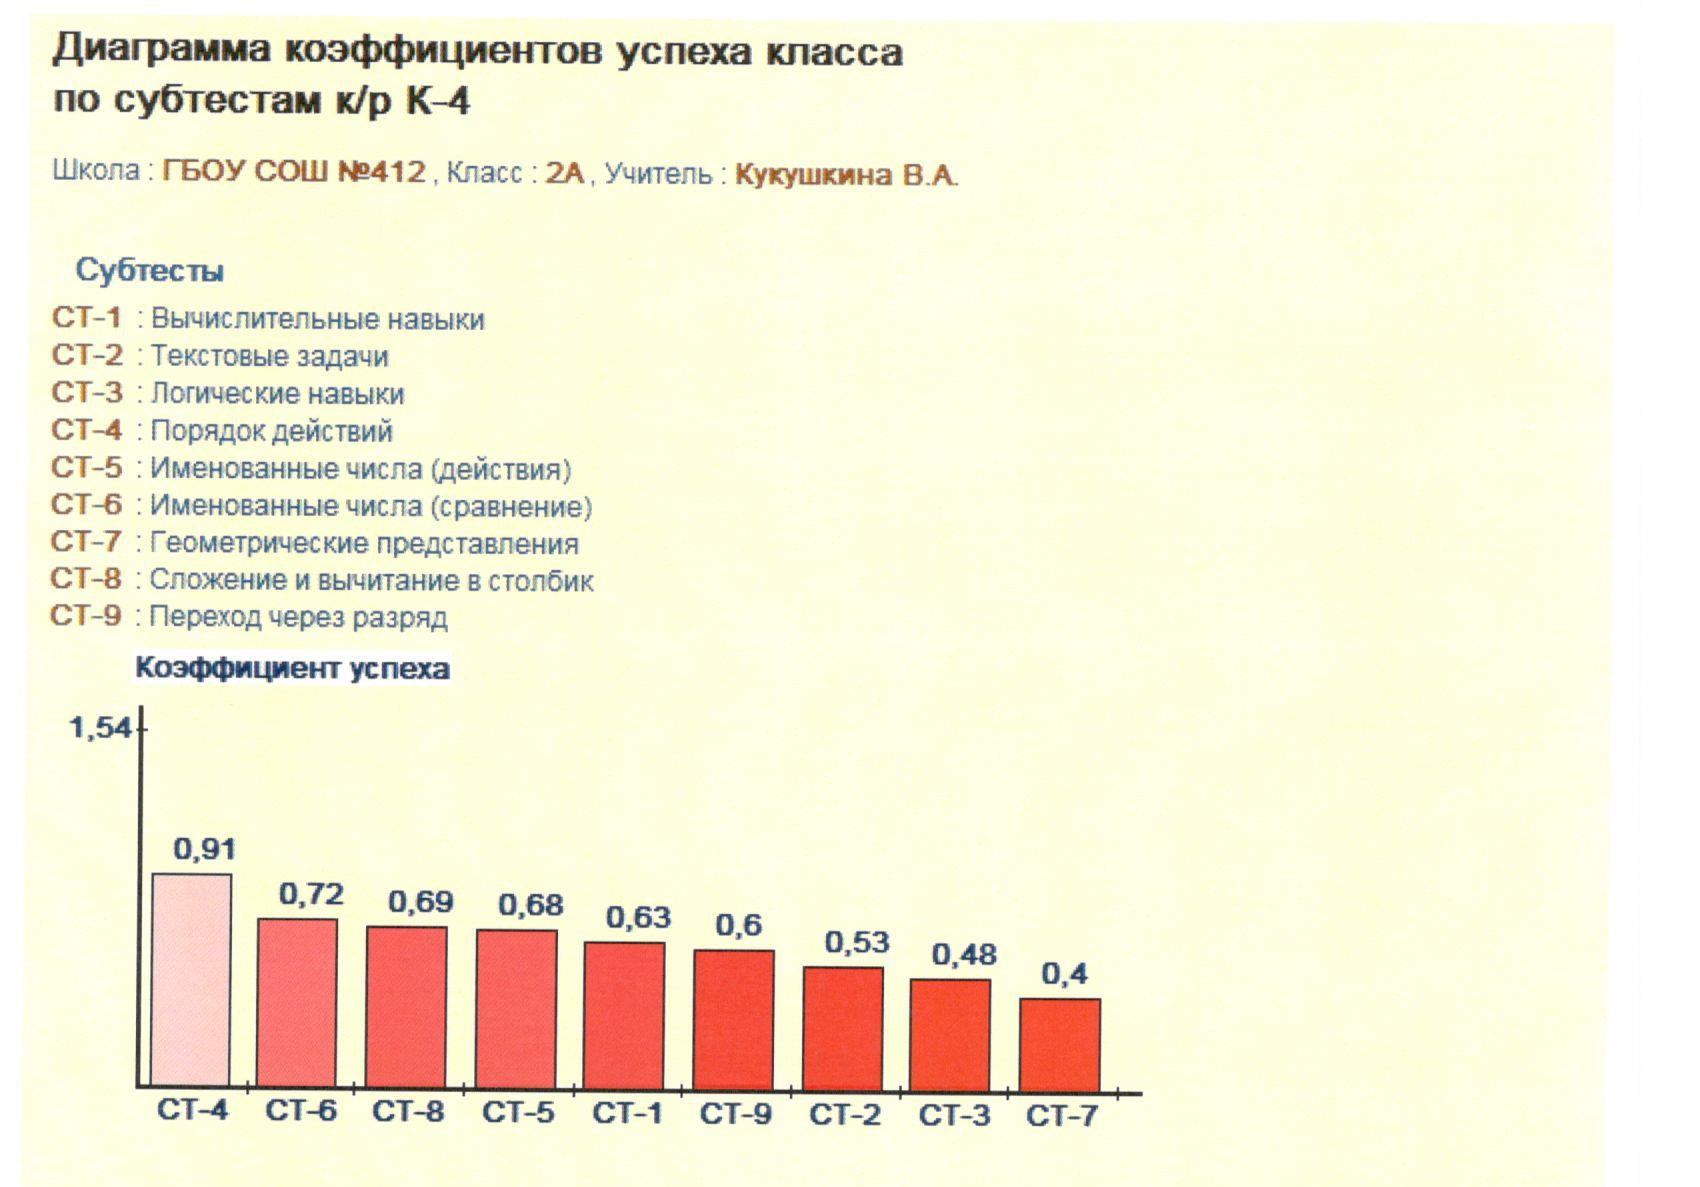 Диаграмма коэффициентов успеха класса
по субтестам к/р К–4
Школа : ГБОУ СОШ №412 , Класс : 2А , Учитель : Кукушкина В.А.
Субтесты
СТ–1 : Вычислительные навыки
СТ–2 : Текстовые задачи
СТ–3 : Логические навыки
СТ–4 : Порядок действий
СТ–5 : Именованные числа (действия)
СТ–6 : Именованные числа (сравнение)
СТ–7 : Геометрические представления
СТ–8 : Сложение и вычитание в столбик
СТ–9 : Переход через разряд
Коэффициент успеха
1,54
0,91 0,72 0,69 0,68 0,63 0,6 0,53 0,48 0,4
СТ–4 СТ–6 СТ–8 СТ–5 СТ–1 СТ–9 СТ–2 СТ–3 СТ–7